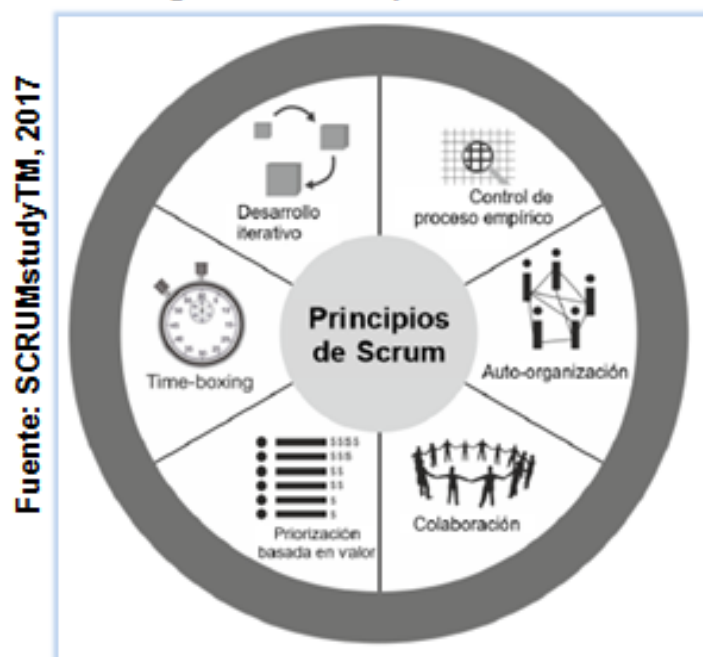 Fuente: SCRUMstudyTM, 2017
Principios
de Scrum
Control de
proceso empírico
Auto-organización
Colaboración
$$$$
$$$
$$
$$
$
$
Priorización
basada en valor
Time-boxing
Desarrollo
iterativo